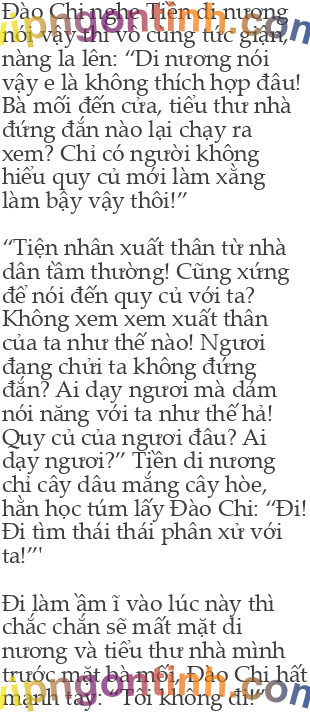 Đào Chi nghe Tiền di nương
nói vậy thì vô cùng tức giận,
nàng la lên: “Di nương nói
vậy e là không thích hợp đâu!
Bà mối đến cửa, tiểu thư nhà
đứng đắn nào lại chạy ra
xem? Chỉ có người không
hiểu quy củ mới làm xằng
làm bậy vậy thôi!”
“Tiện nhân xuất thân từ nhà
dân tầm thường! Cũng xứng
để nói đến quy củ với ta?
Không xem xem xuất thân
của ta như thế nào! Ngươi
đang chửi ta không đứng
đắn? Ai dạy ngươi mà dám
nói năng với ta như thế hả!
Quy củ của ngươi đâu? Ai
dạy ngươi?” Tiền di nương
chỉ cây dâu mắng cây hòe,
hằn học túm lấy Đào Chi: “Đi!
Đi tìm thái thái phân xử với
ta!”'
Đi làm ầm ĩ vào lúc này thì
chắc chắn sẽ mất mặt di
nương và tiểu thư nhà mình
trước mặt bà mối, Đào Chi hất
mạnh tay: “Tôi không đi!”
vipngontinh.com
vipngontinh.com